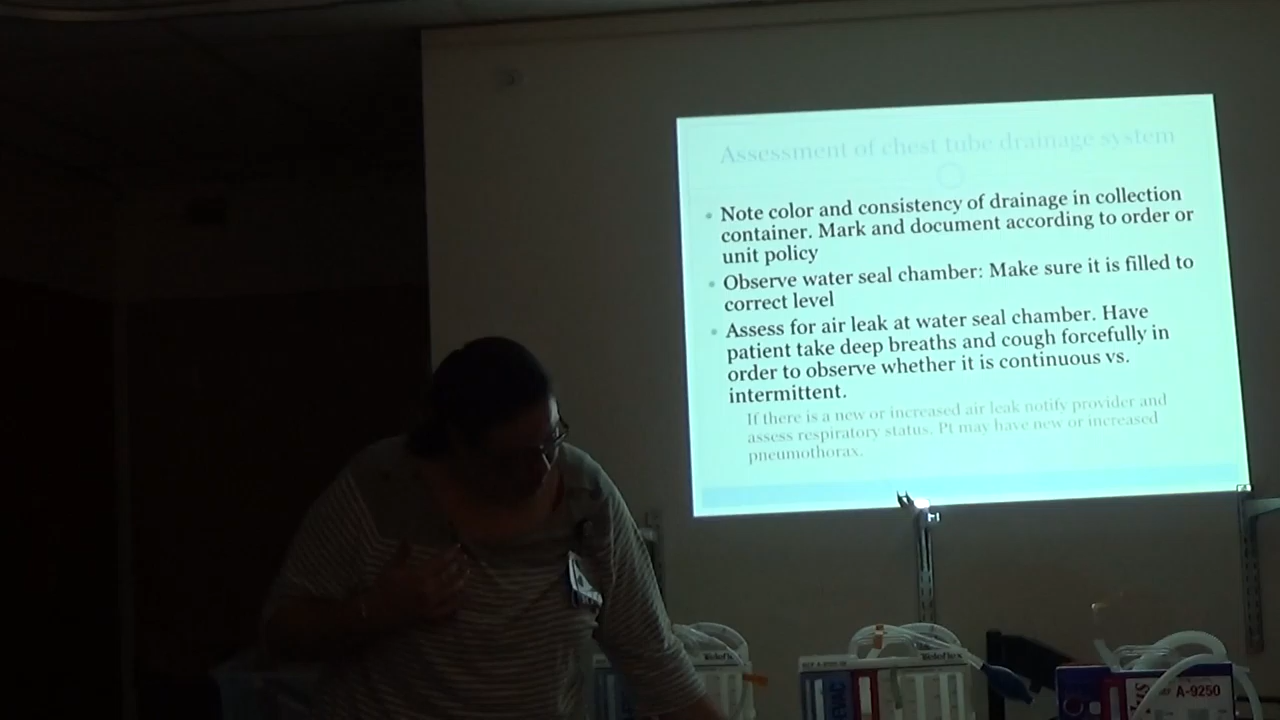 Assessment of chest tube drainage system
• Note color and consistency of drainage in collection
container. Mark and document according to order or
unit policy
• Observe water seal chamber: Make sure it is filled to
correct level
• Assess for air leak at water seal chamber. Have
patient take deep breaths and cough forcefully in
order to observe whether it is continuous vs.
intermittent.
If there is a new or increased air leak notify provider and
assess respiratory status. Pt may have new or increased
pneumothorax.
Teleflex
Teleflex
A-9250